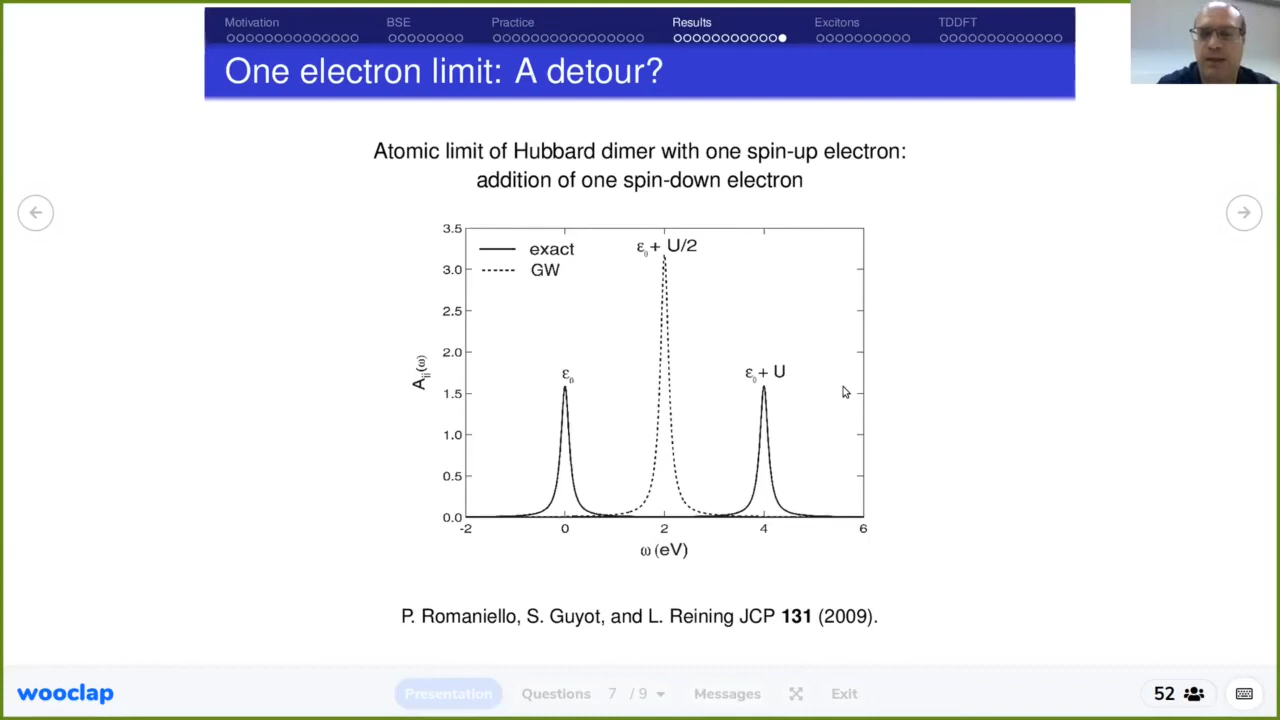 Motivation BSE Practice Results Excitons TDDFT
One electron limit: A detour?
Atomic limit of Hubbard dimer with one spin-up electron:
addition of one spin-down electron
3.5
3.0
2.5
2.0
1.5
1.0
0.5
0.0
A_ii(ω)
exact
GW
ε₀ + U/2
ε₀
ε₀ + U
-2 0 2 4 6
ω (eV)
P. Romaniello, S. Guyot, and L. Reining JCP 131 (2009).
wooclap Presentation Questions 7 / 9 Messages Exit 52